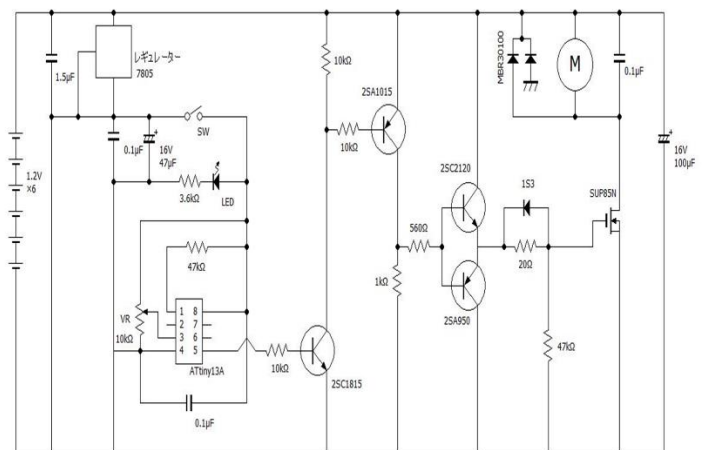 1.5μF
レギュレーター
7805
10kΩ
2SA1015
MBR30100
M
0.1μF
SW
0.1μF
16V
47μF
10kΩ
2SC2120
16V
100μF
1.2V
×6
3.6kΩ
LED
1S3
SUP85N
560Ω
20Ω
47kΩ
1kΩ
2SA950
VR
10kΩ
1 8
2 7
3 6
4 5
ATtiny13A
10kΩ
2SC1815
47kΩ
0.1μF